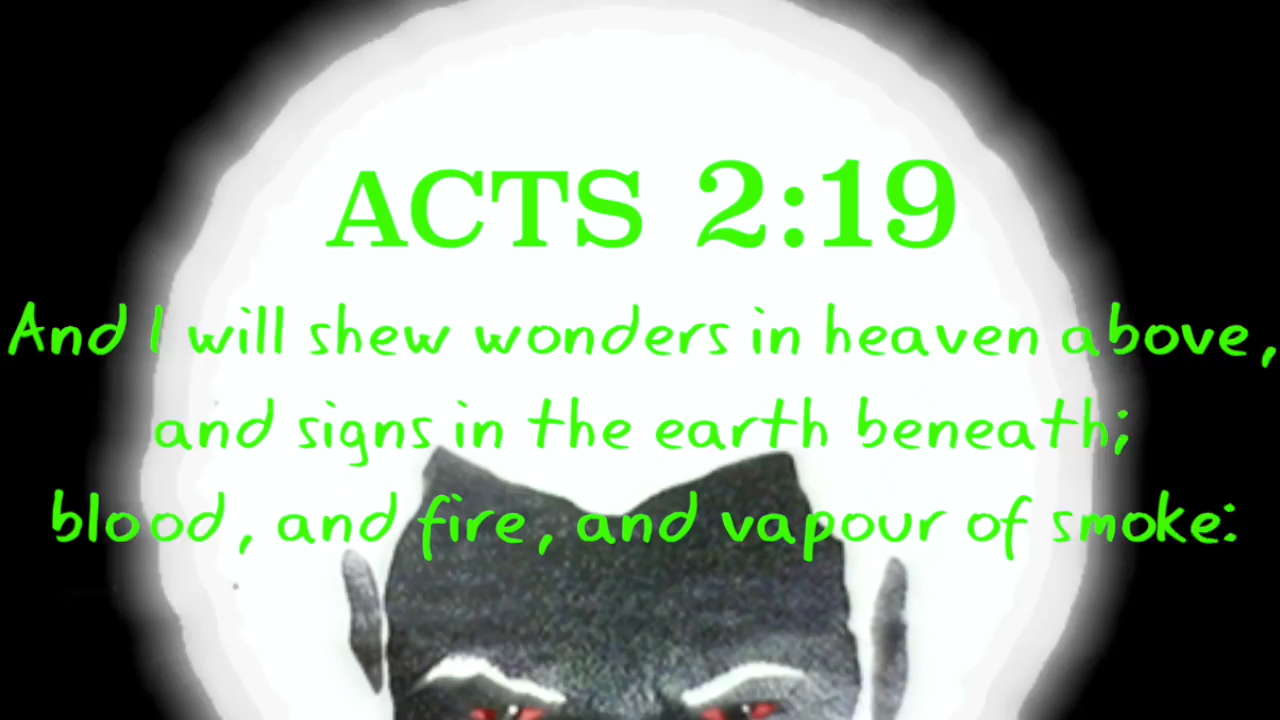 ACTS 2:19
And I will shew wonders in heaven above,
and signs in the earth beneath;
blood, and fire, and vapour of smoke: